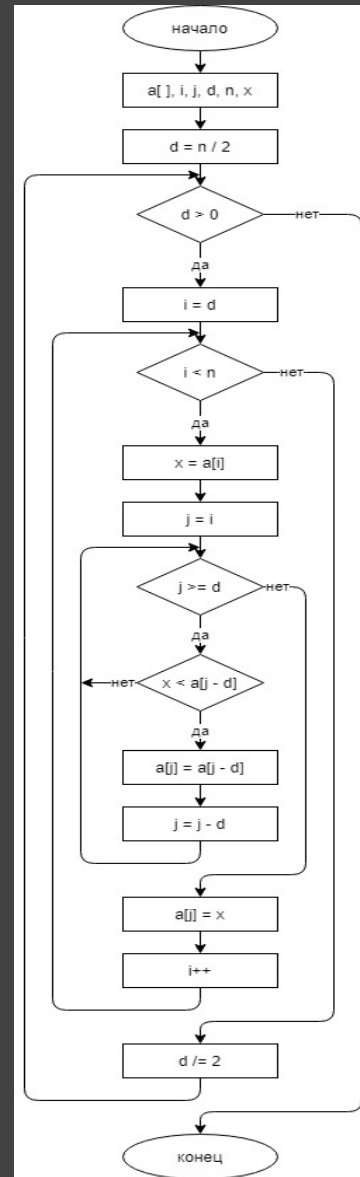 начало
a[ ], i, j, d, n, x
d = n / 2
d > 0
нет
да
i = d
i < n
нет
да
x = a[i]
j = i
j >= d
нет
да
x < a[j - d]
нет
да
a[j] = a[j - d]
j = j - d
a[j] = x
i++
d /= 2
конец